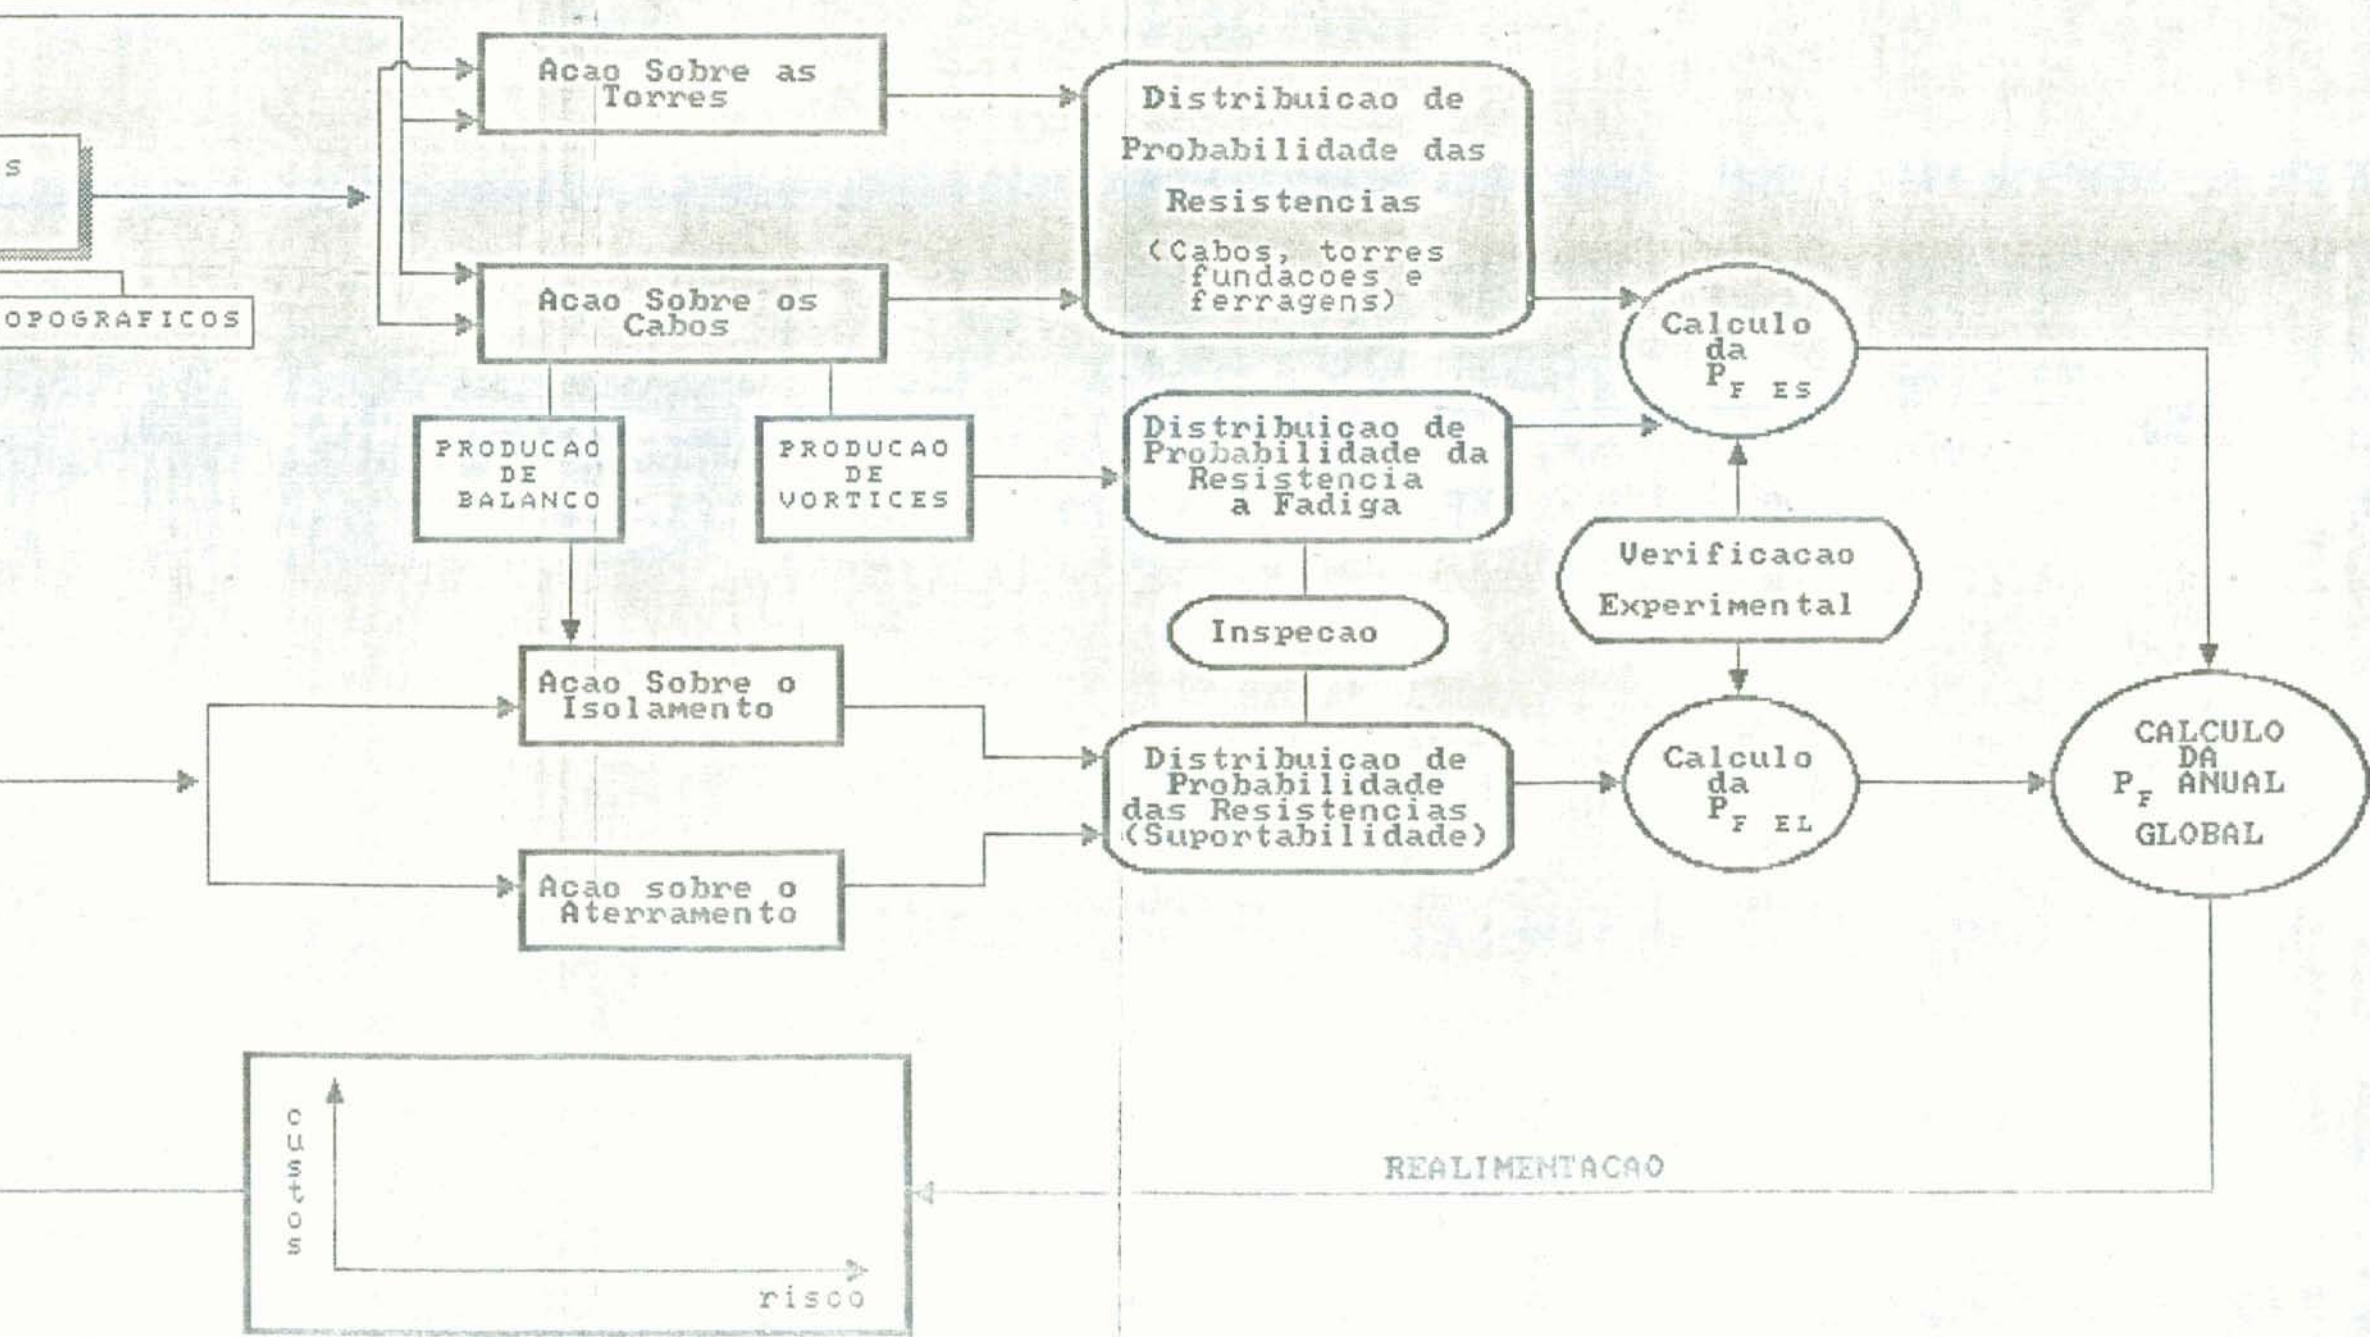 Acao Sobre as
Torres
S
OPOGRAFICOS
Acao Sobre os
Cabos
Distribuicao de
Probabilidade das
Resistencias
(Cabos, torres
fundacoes e
ferragens)
Calculo
da
P_F ES
PRODUCAO
DE
BALANCO
PRODUCAO
DE
VORTICES
Distribuicao de
Probabilidade da
Resistencia
a Fadiga
Verificacao
Experimental
Inspecao
Acao Sobre o
Isolamento
Acao sobre o
Aterramento
Distribuicao de
Probabilidade
das Resistencias
(Suportabilidade)
Calculo
da
P_F EL
CALCULO
DA
P_F ANUAL
GLOBAL
REALIMENTACAO
custos
risco